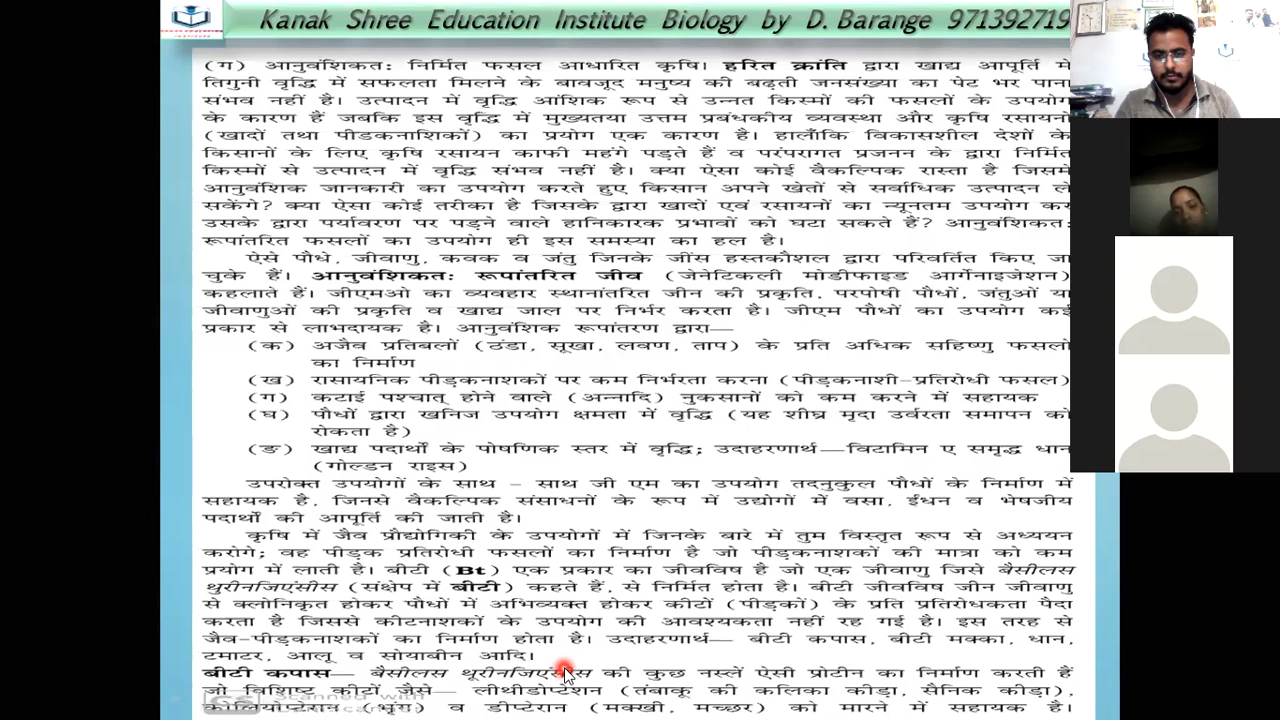 Kanak Shree Education Institute Biology by D. Barange 971392719
(ग) आनुवंशिकत: निर्मित फसल आधारित कृषि। हरित क्रांति द्वारा खाद्य आपूर्ति में
तिगुनी वृद्धि में सफलता मिलने के बावजूद मनुष्य की बढ़ती जनसंख्या का पेट भर पाना
संभव नहीं है। उत्पादन में वृद्धि आंशिक रूप से उन्नत किस्मों की फसलों के उपयोग
के कारण हैं जबकि इस वृद्धि में मुख्यतया उत्तम प्रबंधकीय व्यवस्था और कृषि रसायनों
(खादों तथा पीडकनाशिकों) का प्रयोग एक कारण है। हालाँकि विकासशील देशों के
किसानों के लिए कृषि रसायन काफी महंगे पड़ते हैं व परंपरागत प्रजनन के द्वारा निर्मित
किस्मों से उत्पादन में वृद्धि संभव नहीं है। क्या ऐसा कोई वैकल्पिक रास्ता है जिसमे
आनुवंशिक जानकारी का उपयोग करते हुए किसान अपने खेतों से सर्वाधिक उत्पादन ले
सकेंगे? क्या ऐसा कोई तरीका है जिसके द्वारा खादों एवं रसायनों का न्यूनतम उपयोग कर
उसके द्वारा पर्यावरण पर पड़ने वाले हानिकारक प्रभावों को घटा सकते हैं? आनुवंशिकत:
रूपांतरित फसलों का उपयोग ही इस समस्या का हल है।
ऐसे पौधे, जीवाणु, कवक व जंतु जिनके जींस हस्तकौशल द्वारा परिवर्तित किए जा
चुके हैं। आनुवंशिकत: रूपांतरित जीव (जेनेटिकली मोडीफाइड आर्गेनाइजेशन)
कहलाते हैं। जीएमओ का व्यवहार स्थानांतरित जीन की प्रकृति, परपोषी पौधों, जंतुओं या
जीवाणुओं की प्रकृति व खाद्य जाल पर निर्भर करता है। जीएम पौधों का उपयोग कई
प्रकार से लाभदायक है। आनुवंशिक रूपांतरण द्वारा—
(क) अजैव प्रतिबलों (ठंडा, सूखा, लवण, ताप) के प्रति अधिक सहिष्णु फसलों
का निर्माण
(ख) रासायनिक पीड़कनाशकों पर कम निर्भरता करना (पीड़कनाशी-प्रतिरोधी फसल)
(ग) कटाई पश्चात् होने वाले (अन्नादि) नुकसानों को कम करने में सहायक
(घ) पौधों द्वारा खनिज उपयोग क्षमता में वृद्धि (यह शीघ्र मृदा उर्वरता समापन को
रोकता है)
(ङ) खाद्य पदार्थों के पोषणिक स्तर में वृद्धि; उदाहरणार्थ—विटामिन ए समृद्ध धान
(गोल्डन राइस)
उपरोक्त उपयोगों के साथ - साथ जी एम का उपयोग तदनुकुल पौधों के निर्माण में
सहायक है, जिनसे वैकल्पिक संसाधनों के रूप में उद्योगों में वसा, ईंधन व भेषजीय
पदार्थों की आपूर्ति की जाती है।
कृषि में जैव प्रौद्योगिकी के उपयोगों में जिनके बारे में तुम विस्तृत रूप से अध्ययन
करोगे; वह पीड़क प्रतिरोधी फसलों का निर्माण है जो पीड़कनाशकों की मात्रा को कम
प्रयोग में लाती है। बीटी (Bt) एक प्रकार का जीवविष है जो एक जीवाणु जिसे बैसीलस
थुरीनजिएंसीस (संक्षेप में बीटी) कहते हैं, से निर्मित होता है। बीटी जीवविष जीन जीवाणु
से क्लोनिकृत होकर पौधों में अभिव्यक्त होकर कीटों (पीड़कों) के प्रति प्रतिरोधकता पैदा
करता है जिससे कीटनाशकों के उपयोग की आवश्यकता नहीं रह गई है। इस तरह से
जैव-पीड़कनाशकों का निर्माण होता है। उदाहरणार्थ— बीटी कपास, बीटी मक्का, धान,
टमाटर, आलू व सोयाबीन आदि।
बीटी कपास— बैसीलस थूरीनजिएंसीस की कुछ नस्लें ऐसी प्रोटीन का निर्माण करती हैं
जो विशिष्ट कीटों जैसे— लीथीडोप्टेशन (तंबाकू की कलिका कीड़ा, सैनिक कीड़ा),
कोलियोप्टेरान (भृंग) व डीप्टेरान (मक्खी, मच्छर) को मारने में सहायक है।
CS Scanned with